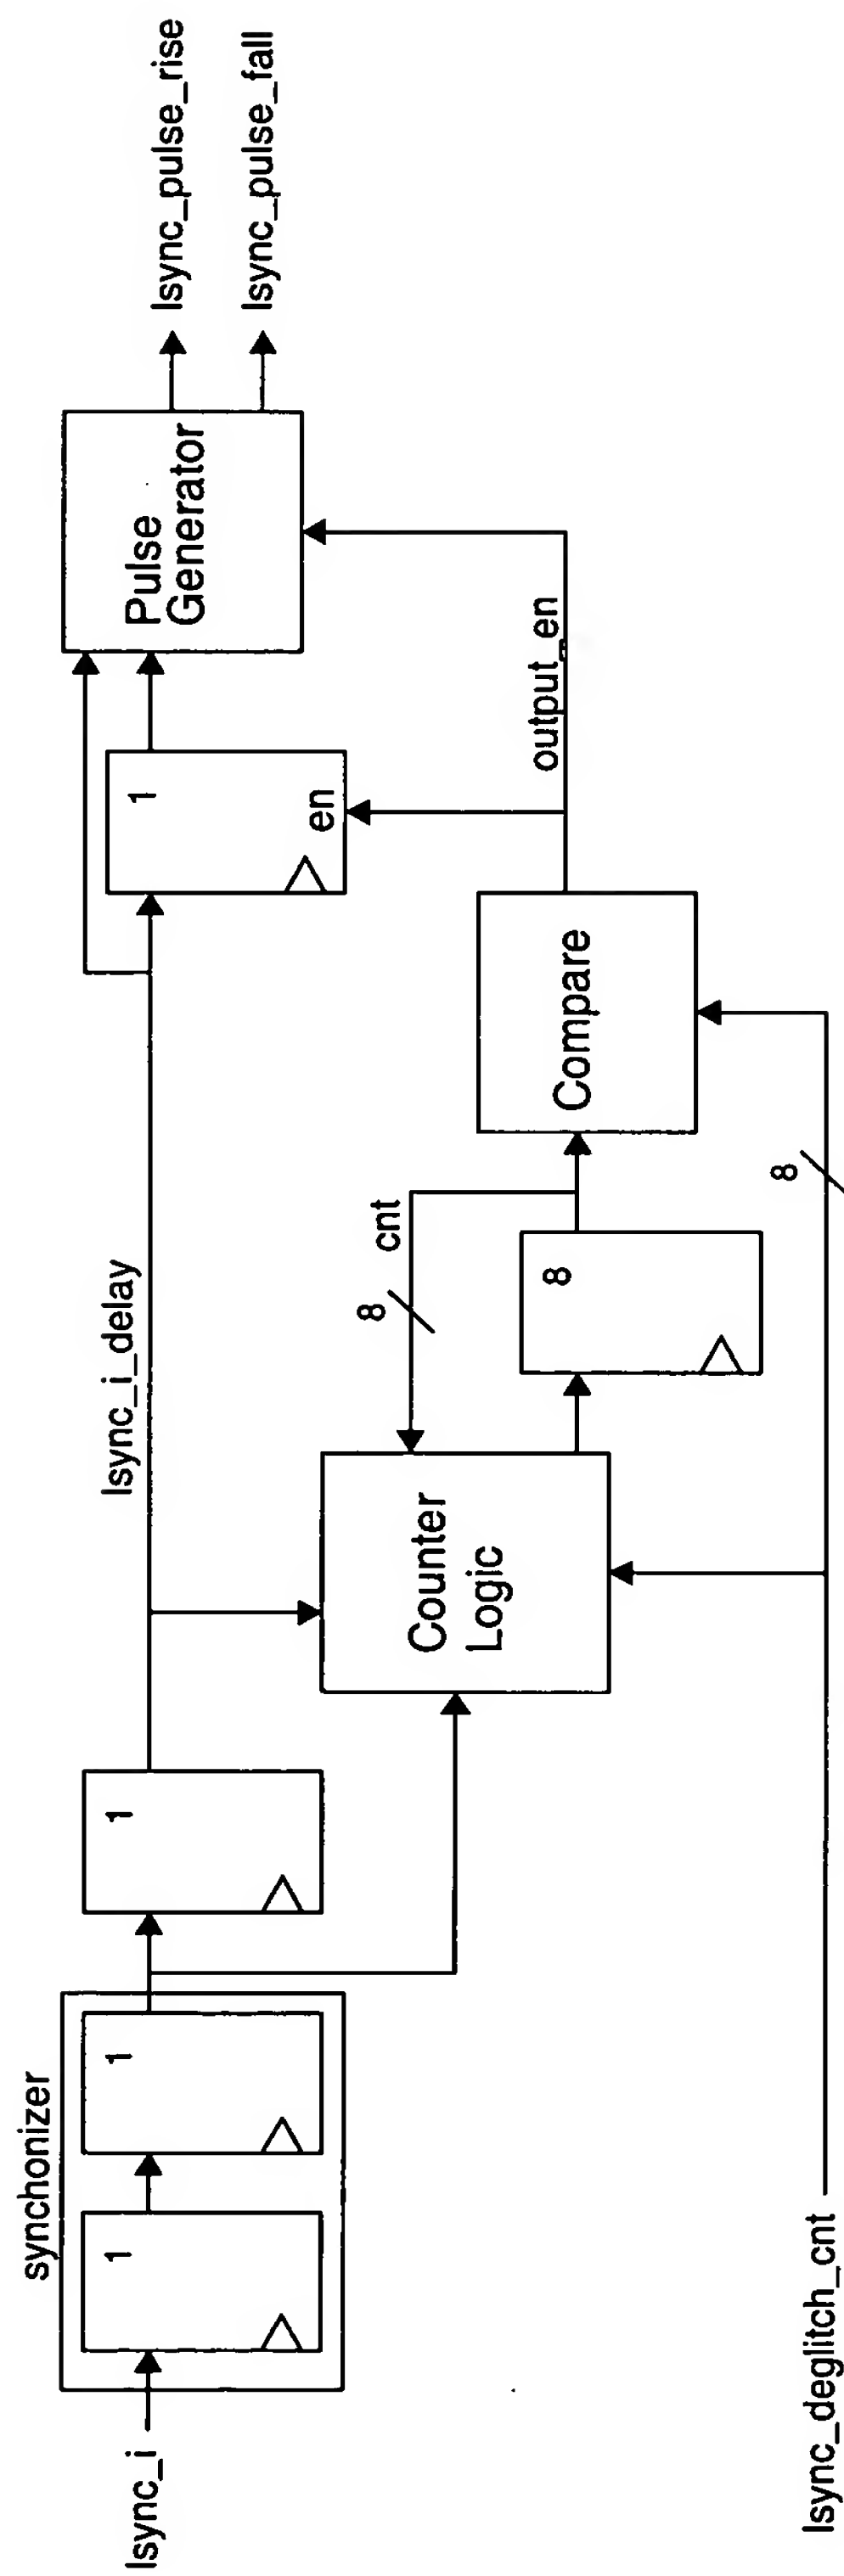 synchonizer
lsync_i
1
1
1
lsync_i_delay
1
en
Pulse
Generator
lsync_pulse_rise
lsync_pulse_fall
Counter
Logic
8
cnt
8
Compare
output_en
8
lsync_deglitch_cnt